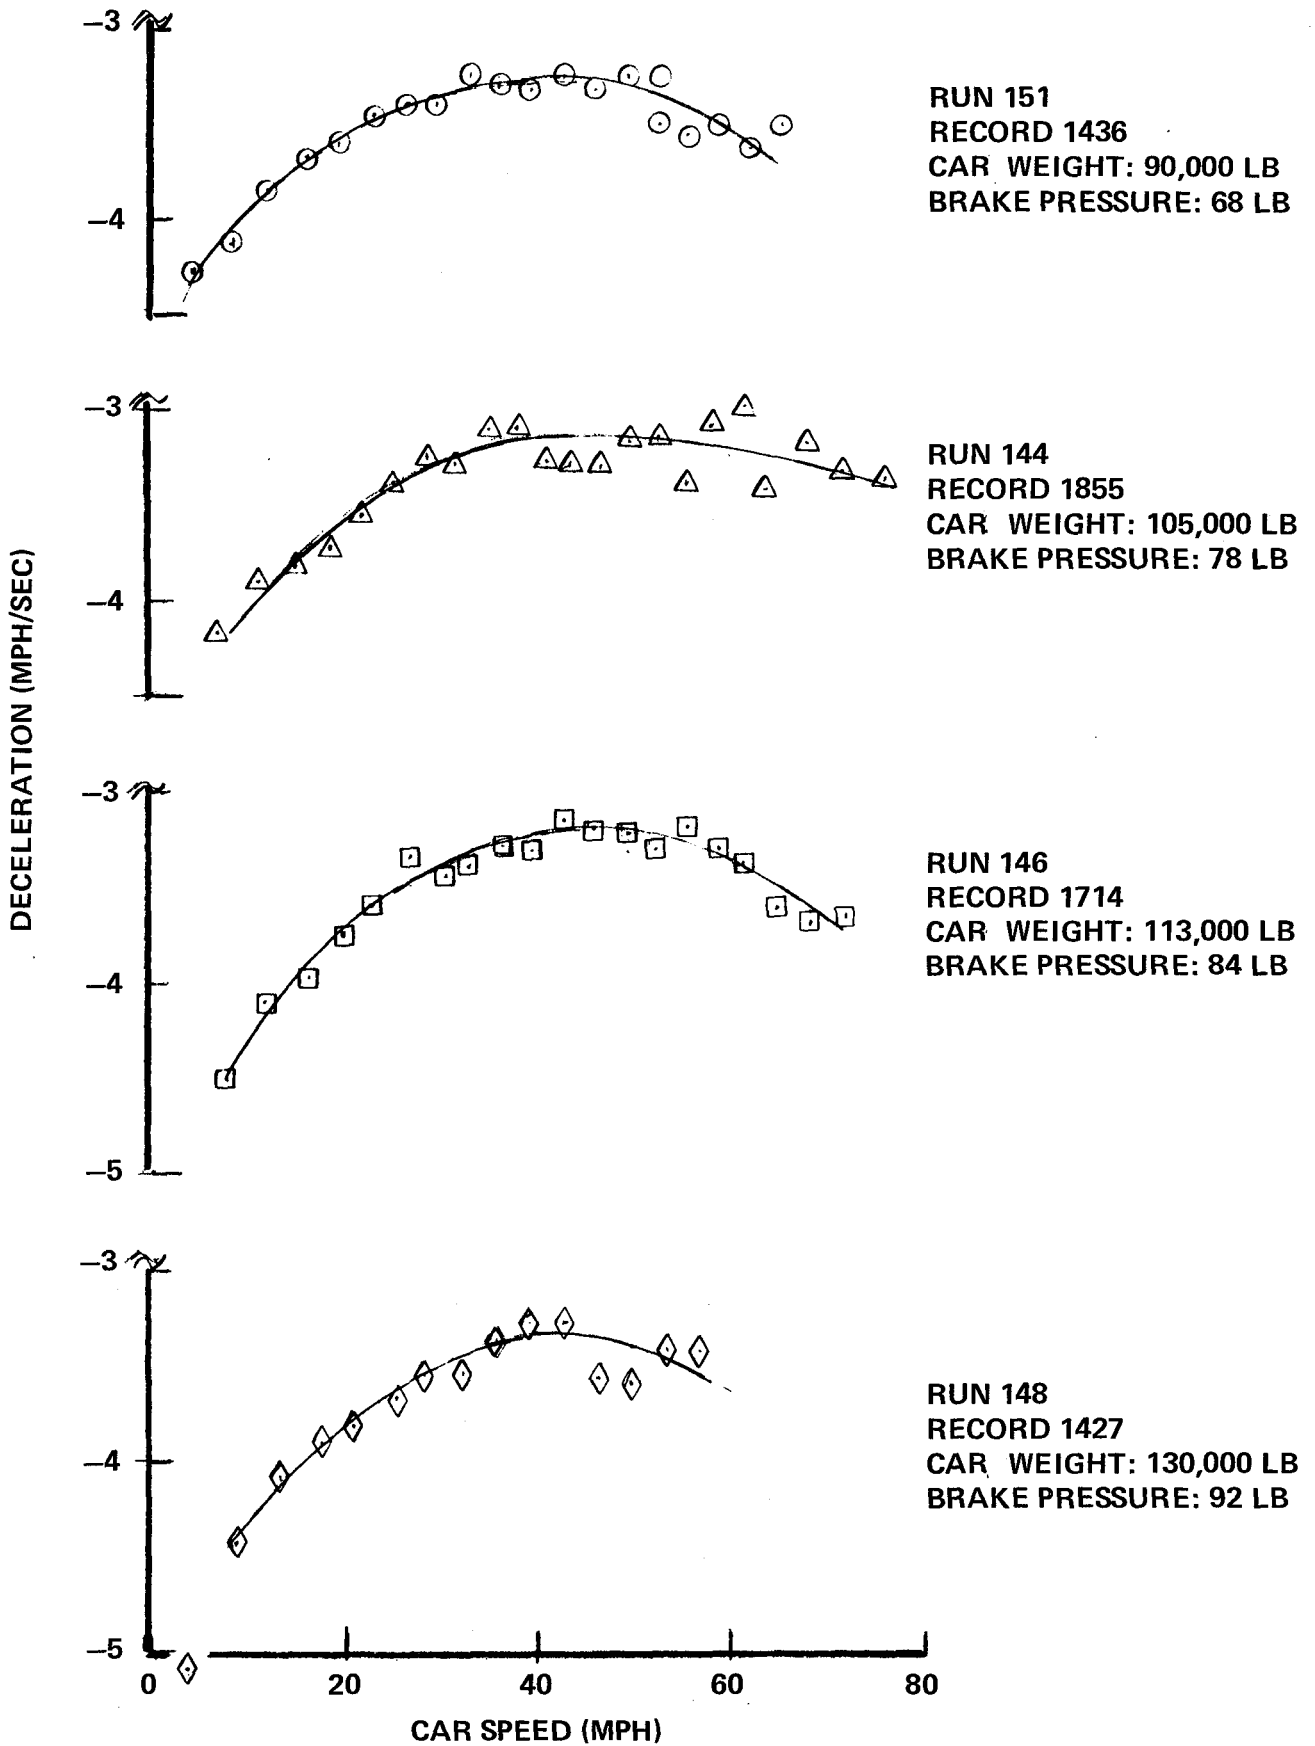 DECELERATION (MPH/SEC)
–3
–4
RUN 151
RECORD 1436
CAR WEIGHT: 90,000 LB
BRAKE PRESSURE: 68 LB
–3
–4
RUN 144
RECORD 1855
CAR WEIGHT: 105,000 LB
BRAKE PRESSURE: 78 LB
–3
–4
–5
RUN 146
RECORD 1714
CAR WEIGHT: 113,000 LB
BRAKE PRESSURE: 84 LB
–3
–4
–5
RUN 148
RECORD 1427
CAR WEIGHT: 130,000 LB
BRAKE PRESSURE: 92 LB
0 20 40 60 80
CAR SPEED (MPH)